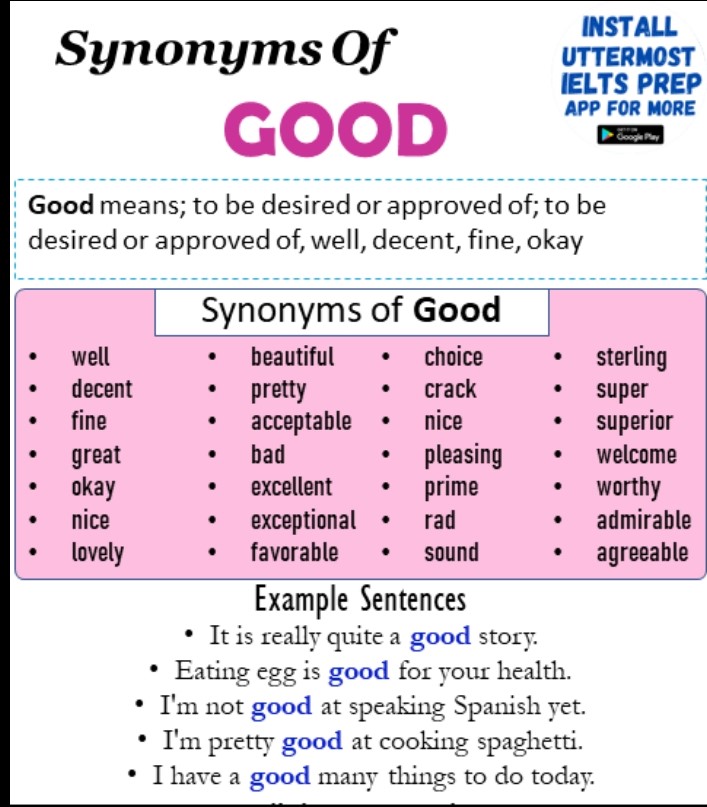 Synonyms Of
GOOD
INSTALL
UTTERMOST
IELTS PREP
APP FOR MORE
GET IT ON
Google Play
Good means; to be desired or approved of; to be
desired or approved of, well, decent, fine, okay
Synonyms of Good
• well • beautiful • choice • sterling
• decent • pretty • crack • super
• fine • acceptable • nice • superior
• great • bad • pleasing • welcome
• okay • excellent • prime • worthy
• nice • exceptional • rad • admirable
• lovely • favorable • sound • agreeable
Example Sentences
• It is really quite a good story.
• Eating egg is good for your health.
• I'm not good at speaking Spanish yet.
• I'm pretty good at cooking spaghetti.
• I have a good many things to do today.